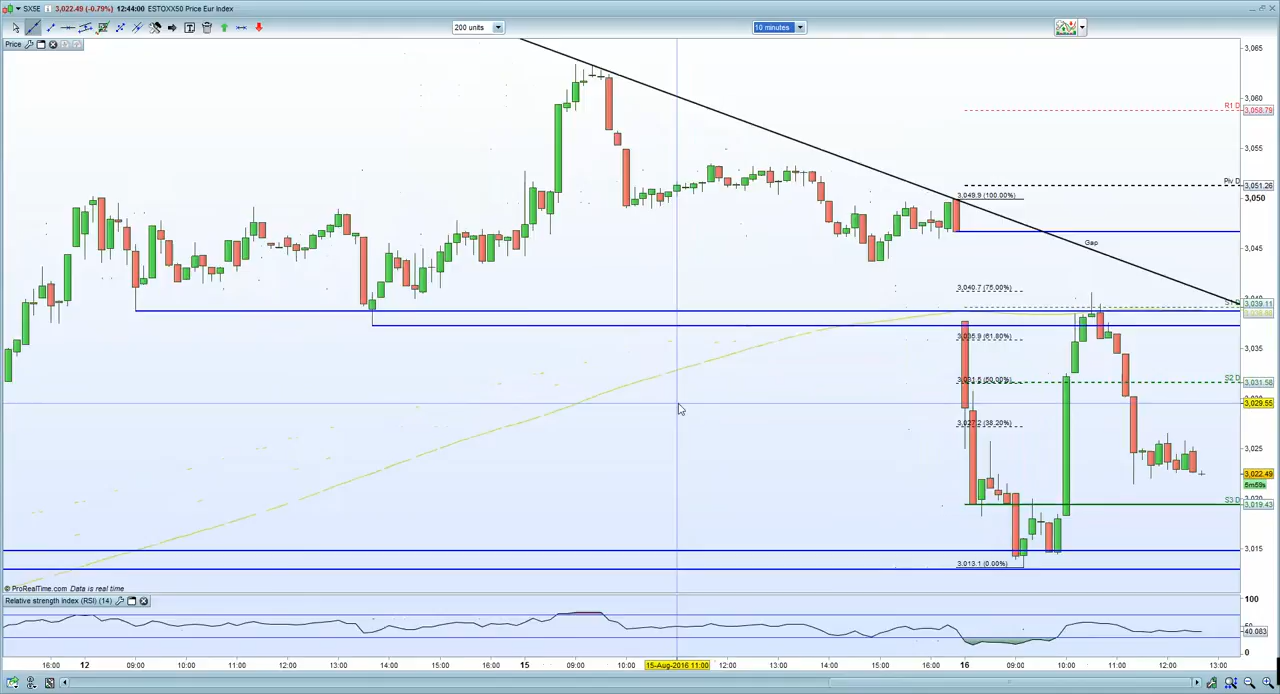 SX5E 3,022.49 (-0.79%) 12:44:00 ESTOXX50 Price Eur Index
200 units
10 minutes
Price
3,065
3,060
R1 D 3,058.79
3,055
Piv D 3,051.26
3,050
3,049.9 (100.00%)
Gap
3,045
3,040.7 (75.00%)
3,039.11
3,035.9 (61.80%)
3,035
3,031.5 (50.00%)
S2 D 3,031.58
3,029.55
3,027.2 (38.20%)
3,025
3,022.49
5m59s
S3 D 3,019.43
3,015
3,013.1 (0.00%)
© ProRealTime.com Data is real time
Relative strength index (RSI) (14)
100
40.083
0
16:00 12 09:00 10:00 11:00 12:00 13:00 14:00 15:00 16:00 15 09:00 10:00 15-Aug-2016 11:00 12:00 13:00 14:00 15:00 16:00 16 09:00 10:00 11:00 12:00 13:00